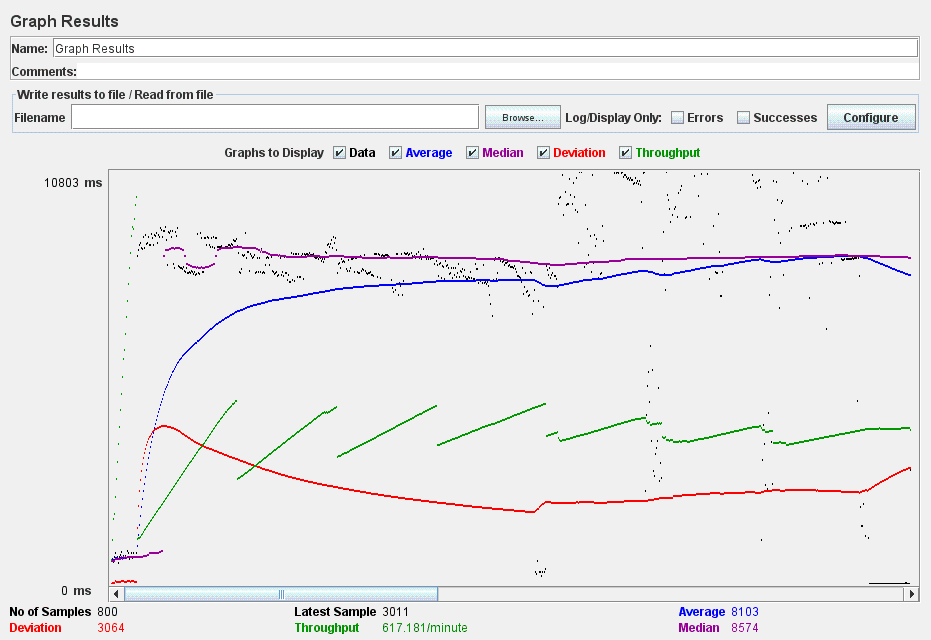 Graph Results
Name: Graph Results
Comments:
Write results to file / Read from file
Filename Browse... Log/Display Only: Errors Successes Configure
Graphs to Display Data Average Median Deviation Throughput
10803 ms
0 ms
No of Samples 800 Latest Sample 3011 Average 8103
Deviation 3064 Throughput 617.181/minute Median 8574